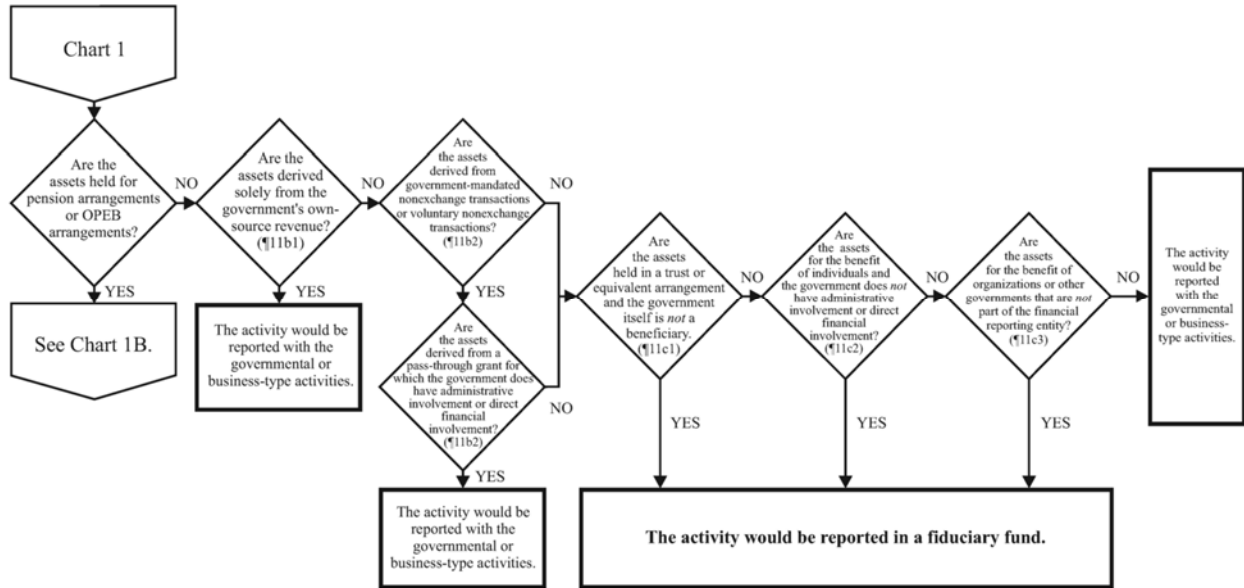 Chart 1
Are the
assets held for
pension arrangements
or OPEB
arrangements?
NO
YES
See Chart 1B.
Are the
assets derived
solely from the
government's own-
source revenue?
(¶11b1)
NO
YES
The activity would be
reported with the
governmental or
business-type activities.
Are
the assets
derived from
government-mandated
nonexchange transactions
or voluntary nonexchange
transactions?
(¶11b2)
NO
YES
Are
the assets
derived from a
pass-through grant for
which the government does
have administrative
involvement or direct
financial
involvement?
(¶11b2)
NO
YES
The activity would be
reported with the
governmental or
business-type activities.
Are
the assets
held in a trust or
equivalent arrangement
and the government
itself is not a
beneficiary.
(¶11c1)
NO
YES
Are
the assets
for the benefit
of individuals and
the government does not
have administrative
involvement or direct
financial
involvement?
(¶11c2)
NO
YES
Are
the assets
for the benefit of
organizations or other
governments that are not
part of the financial
reporting entity?
(¶11c3)
NO
YES
The activity
would be
reported
with the
governmental
or business-
type activities.
The activity would be reported in a fiduciary fund.